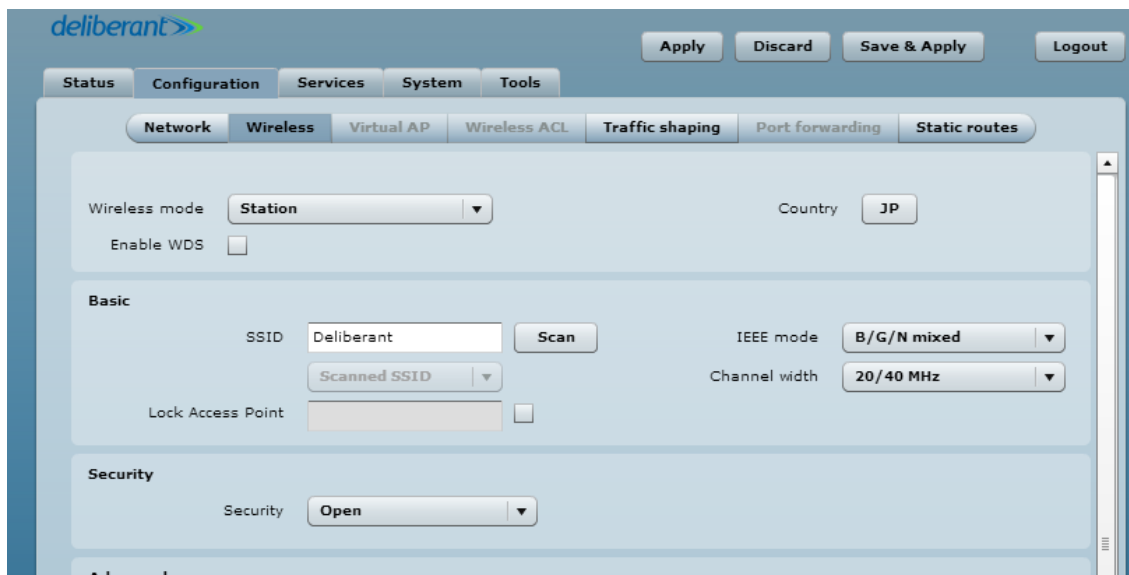 deliberant
Apply Discard Save & Apply Logout
Status Configuration Services System Tools
Network Wireless Virtual AP Wireless ACL Traffic shaping Port forwarding Static routes
Wireless mode Station Country JP
Enable WDS
Basic
SSID Deliberant Scan IEEE mode B/G/N mixed
Scanned SSID Channel width 20/40 MHz
Lock Access Point
Security
Security Open